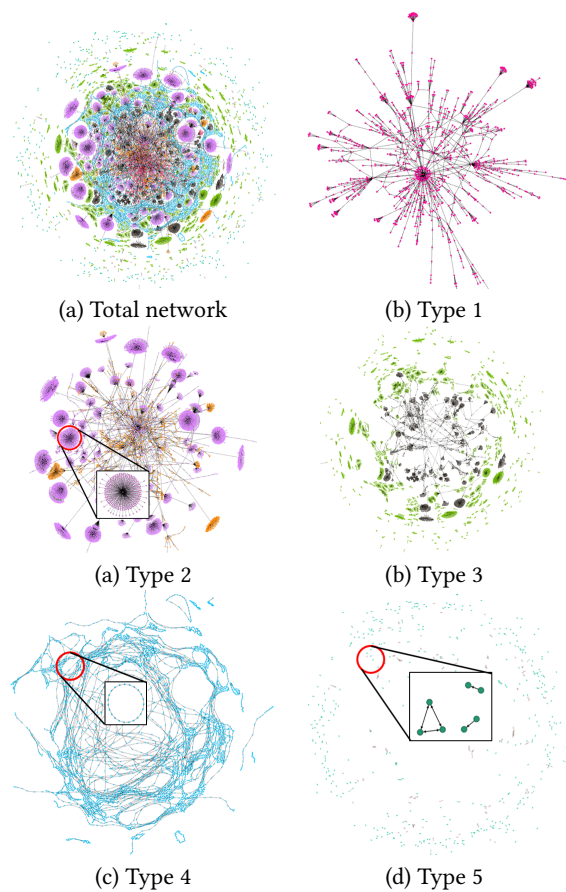 (a) Total network
(b) Type 1
(a) Type 2
(b) Type 3
(c) Type 4
(d) Type 5